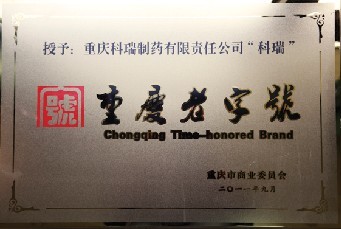 授予：重庆科瑞制药有限责任公司“科瑞”
號 重慶老字號
Chongqing Time-honored Brand
重庆市商业委员会
二〇一一年九月